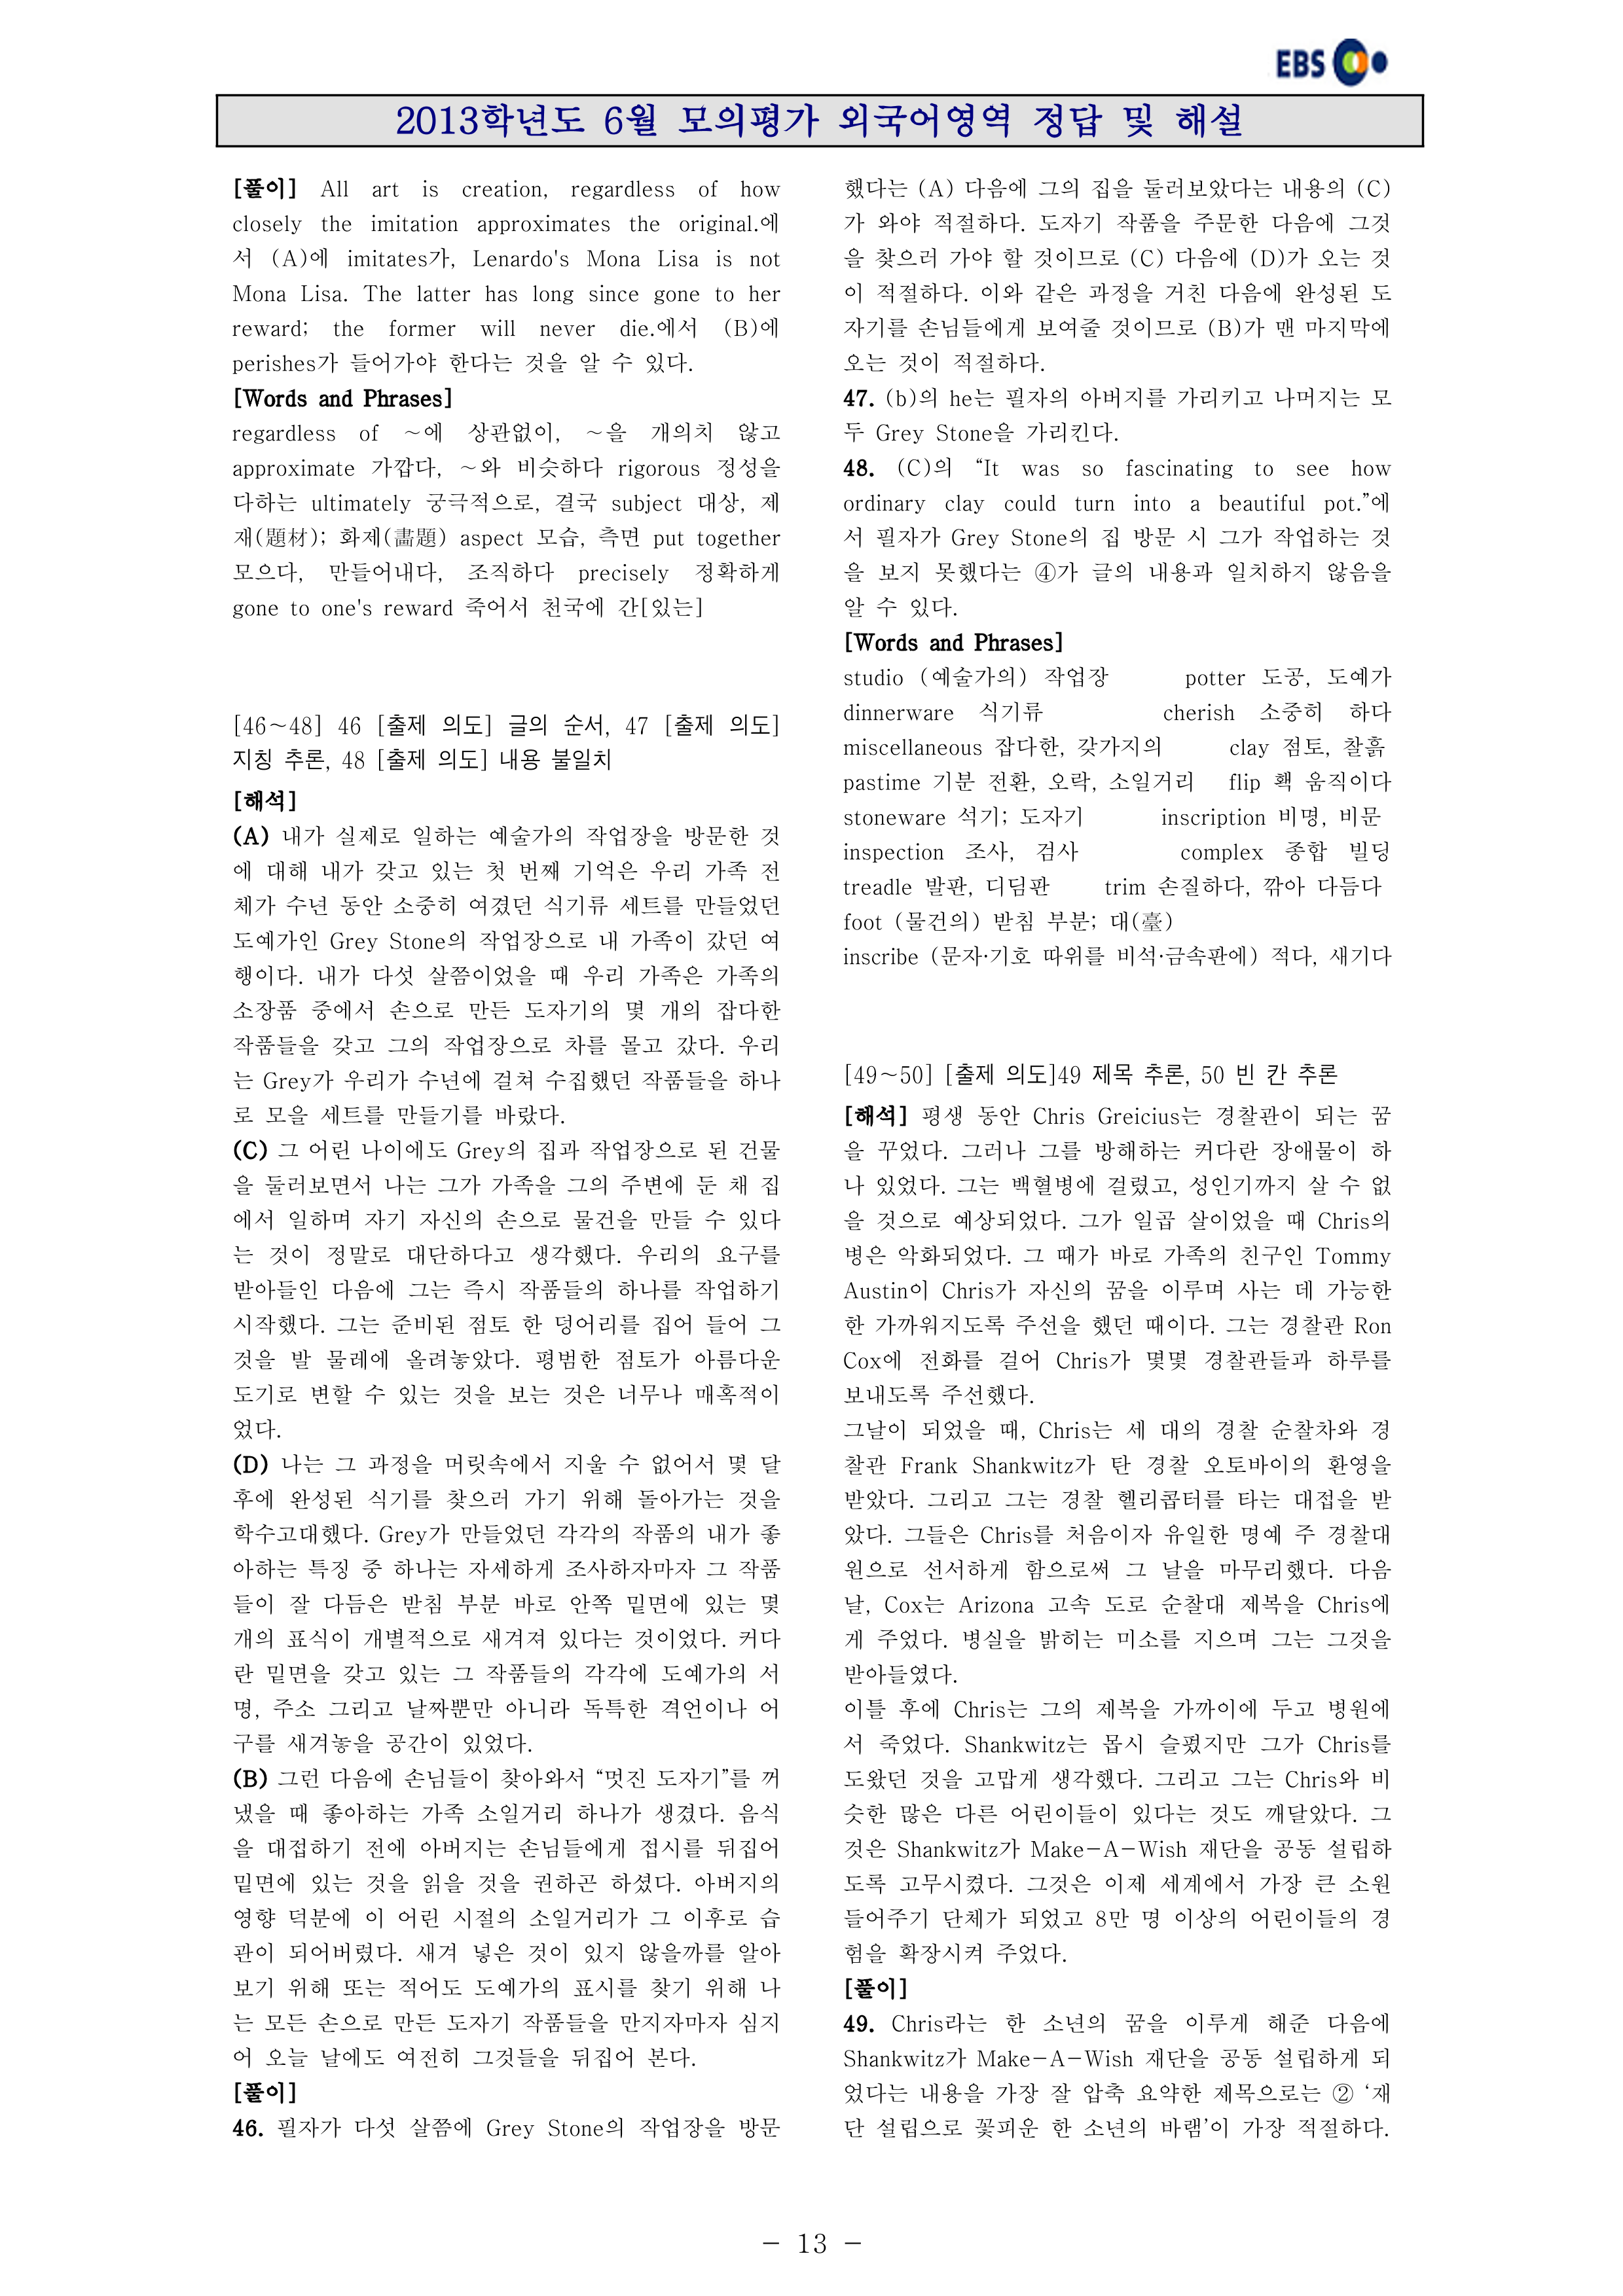 EBS
2013학년도 6월 모의평가 외국어영역 정답 및 해설
[풀이] All art is creation, regardless of how
closely the imitation approximates the original.에
서 (A)에 imitates가, Lenardo's Mona Lisa is not
Mona Lisa. The latter has long since gone to her
reward; the former will never die.에서 (B)에
perishes가 들어가야 한다는 것을 알 수 있다.
[Words and Phrases]
regardless of ~에 상관없이, ~을 개의치 않고
approximate 가깝다, ~와 비슷하다 rigorous 정성을
다하는 ultimately 궁극적으로, 결국 subject 대상, 제
재(題材); 화제(畵題) aspect 모습, 측면 put together
모으다, 만들어내다, 조직하다 precisely 정확하게
gone to one's reward 죽어서 천국에 간[있는]
[46~48] 46 [출제 의도] 글의 순서, 47 [출제 의도]
지칭 추론, 48 [출제 의도] 내용 불일치
[해석]
(A) 내가 실제로 일하는 예술가의 작업장을 방문한 것
에 대해 내가 갖고 있는 첫 번째 기억은 우리 가족 전
체가 수년 동안 소중히 여겼던 식기류 세트를 만들었던
도예가인 Grey Stone의 작업장으로 내 가족이 갔던 여
행이다. 내가 다섯 살쯤이었을 때 우리 가족은 가족의
소장품 중에서 손으로 만든 도자기의 몇 개의 잡다한
작품들을 갖고 그의 작업장으로 차를 몰고 갔다. 우리
는 Grey가 우리가 수년에 걸쳐 수집했던 작품들을 하나
로 모을 세트를 만들기를 바랐다.
(C) 그 어린 나이에도 Grey의 집과 작업장으로 된 건물
을 둘러보면서 나는 그가 가족을 그의 주변에 둔 채 집
에서 일하며 자기 자신의 손으로 물건을 만들 수 있다
는 것이 정말로 대단하다고 생각했다. 우리의 요구를
받아들인 다음에 그는 즉시 작품들의 하나를 작업하기
시작했다. 그는 준비된 점토 한 덩어리를 집어 들어 그
것을 발 물레에 올려놓았다. 평범한 점토가 아름다운
도기로 변할 수 있는 것을 보는 것은 너무나 매혹적이
었다.
(D) 나는 그 과정을 머릿속에서 지울 수 없어서 몇 달
후에 완성된 식기를 찾으러 가기 위해 돌아가는 것을
학수고대했다. Grey가 만들었던 각각의 작품의 내가 좋
아하는 특징 중 하나는 자세하게 조사하자마자 그 작품
들이 잘 다듬은 받침 부분 바로 안쪽 밑면에 있는 몇
개의 표식이 개별적으로 새겨져 있다는 것이었다. 커다
란 밑면을 갖고 있는 그 작품들의 각각에 도예가의 서
명, 주소 그리고 날짜뿐만 아니라 독특한 격언이나 어
구를 새겨놓을 공간이 있었다.
(B) 그런 다음에 손님들이 찾아와서 “멋진 도자기”를 꺼
냈을 때 좋아하는 가족 소일거리 하나가 생겼다. 음식
을 대접하기 전에 아버지는 손님들에게 접시를 뒤집어
밑면에 있는 것을 읽을 것을 권하곤 하셨다. 아버지의
영향 덕분에 이 어린 시절의 소일거리가 그 이후로 습
관이 되어버렸다. 새겨 넣은 것이 있지 않을까를 알아
보기 위해 또는 적어도 도예가의 표시를 찾기 위해 나
는 모든 손으로 만든 도자기 작품들을 만지자마자 심지
어 오늘 날에도 여전히 그것들을 뒤집어 본다.
[풀이]
46. 필자가 다섯 살쯤에 Grey Stone의 작업장을 방문
했다는 (A) 다음에 그의 집을 둘러보았다는 내용의 (C)
가 와야 적절하다. 도자기 작품을 주문한 다음에 그것
을 찾으러 가야 할 것이므로 (C) 다음에 (D)가 오는 것
이 적절하다. 이와 같은 과정을 거친 다음에 완성된 도
자기를 손님들에게 보여줄 것이므로 (B)가 맨 마지막에
오는 것이 적절하다.
47. (b)의 he는 필자의 아버지를 가리키고 나머지는 모
두 Grey Stone을 가리킨다.
48. (C)의 “It was so fascinating to see how
ordinary clay could turn into a beautiful pot.”에
서 필자가 Grey Stone의 집 방문 시 그가 작업하는 것
을 보지 못했다는 ④가 글의 내용과 일치하지 않음을
알 수 있다.
[Words and Phrases]
studio (예술가의) 작업장 potter 도공, 도예가
dinnerware 식기류 cherish 소중히 하다
miscellaneous 잡다한, 갖가지의 clay 점토, 찰흙
pastime 기분 전환, 오락, 소일거리 flip 홱 움직이다
stoneware 석기; 도자기 inscription 비명, 비문
inspection 조사, 검사 complex 종합 빌딩
treadle 발판, 디딤판 trim 손질하다, 깎아 다듬다
foot (물건의) 받침 부분; 대(臺)
inscribe (문자·기호 따위를 비석·금속판에) 적다, 새기다
[49~50] [출제 의도]49 제목 추론, 50 빈 칸 추론
[해석] 평생 동안 Chris Greicius는 경찰관이 되는 꿈
을 꾸었다. 그러나 그를 방해하는 커다란 장애물이 하
나 있었다. 그는 백혈병에 걸렸고, 성인기까지 살 수 없
을 것으로 예상되었다. 그가 일곱 살이었을 때 Chris의
병은 악화되었다. 그 때가 바로 가족의 친구인 Tommy
Austin이 Chris가 자신의 꿈을 이루며 사는 데 가능한
한 가까워지도록 주선을 했던 때이다. 그는 경찰관 Ron
Cox에 전화를 걸어 Chris가 몇몇 경찰관들과 하루를
보내도록 주선했다.
그날이 되었을 때, Chris는 세 대의 경찰 순찰차와 경
찰관 Frank Shankwitz가 탄 경찰 오토바이의 환영을
받았다. 그리고 그는 경찰 헬리콥터를 타는 대접을 받
았다. 그들은 Chris를 처음이자 유일한 명예 주 경찰대
원으로 선서하게 함으로써 그 날을 마무리했다. 다음
날, Cox는 Arizona 고속 도로 순찰대 제복을 Chris에
게 주었다. 병실을 밝히는 미소를 지으며 그는 그것을
받아들였다.
이틀 후에 Chris는 그의 제복을 가까이에 두고 병원에
서 죽었다. Shankwitz는 몹시 슬펐지만 그가 Chris를
도왔던 것을 고맙게 생각했다. 그리고 그는 Chris와 비
슷한 많은 다른 어린이들이 있다는 것도 깨달았다. 그
것은 Shankwitz가 Make-A-Wish 재단을 공동 설립하
도록 고무시켰다. 그것은 이제 세계에서 가장 큰 소원
들어주기 단체가 되었고 8만 명 이상의 어린이들의 경
험을 확장시켜 주었다.
[풀이]
49. Chris라는 한 소년의 꿈을 이루게 해준 다음에
Shankwitz가 Make-A-Wish 재단을 공동 설립하게 되
었다는 내용을 가장 잘 압축 요약한 제목으로는 ② ‘재
단 설립으로 꽃피운 한 소년의 바램’이 가장 적절하다.
- 13 -